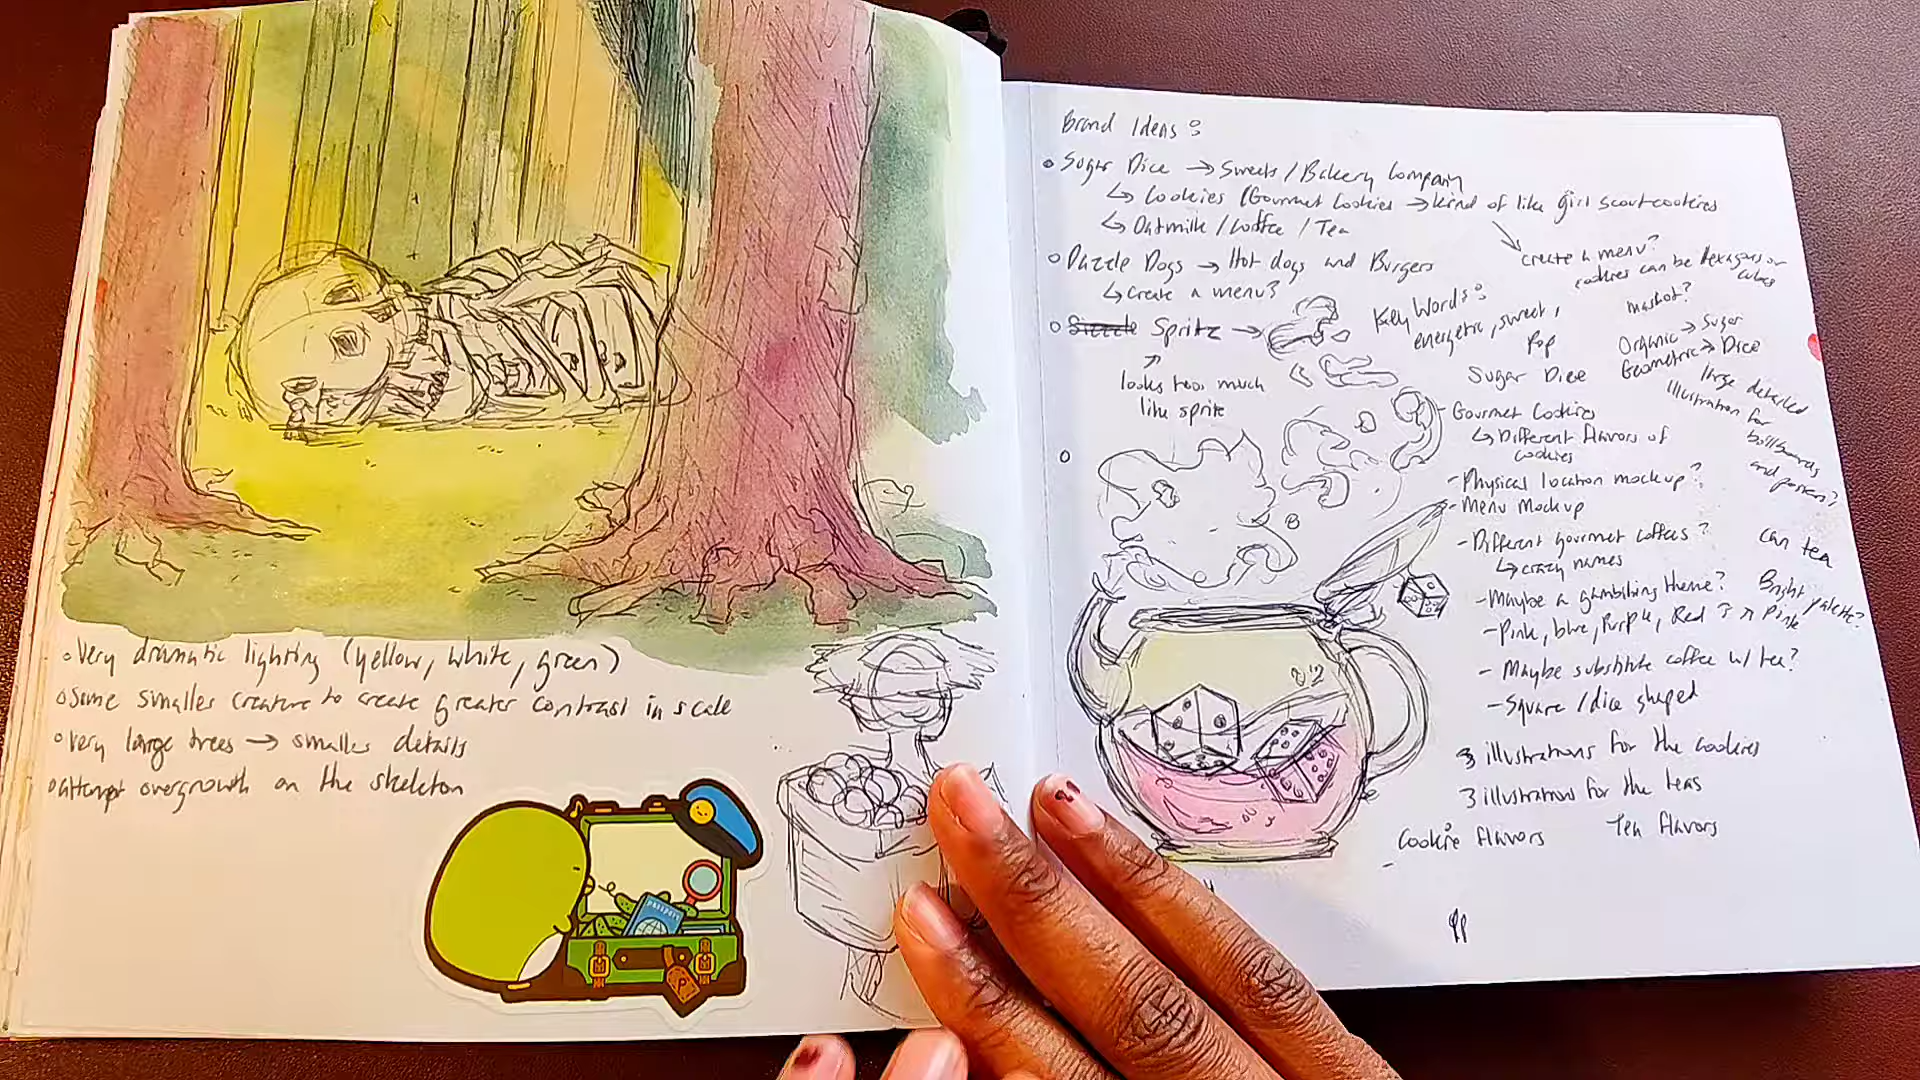 Very dramatic lighting (yellow, white, green)
Some smaller creature to create greater contrast in scale
Very large trees → smaller details
Attempt overgrowth on the skeleton
PASSPORT
P
Brand Ideas:
Sugar Dice → Sweets/Bakery Company
↳ Cookies (Gourmet Cookies → kind of like girl scout cookies
↳ Oatmilk/Coffee/Tea
create a menu?
cookies can be Hexagons or
cubes
Dazzle Dogs → Hot dogs and Burgers
↳ create a menu?
Sizzle Spritz →
looks too much
like sprite
Key Words:
energetic, sweet,
Pop
mascot?
Organic → Sugar
Geometric → Dice
Sugar Dice
large detailed
illustration for
billboards
and posters?
- Gourmet Cookies
↳ Different flavors of
cookies
- Physical location mockup?
- Menu Mockup
- Different gourmet coffees?
↳ crazy names
can tea
- Maybe a gambling theme?
Bright palette?
- Pink, blue, Purple, Red ? Pink
- Maybe substitute coffee w/ tea?
- Square/dice shaped
3 illustrations for the cookies
3 illustrations for the teas
Cookie flavors
Tea flavors
-